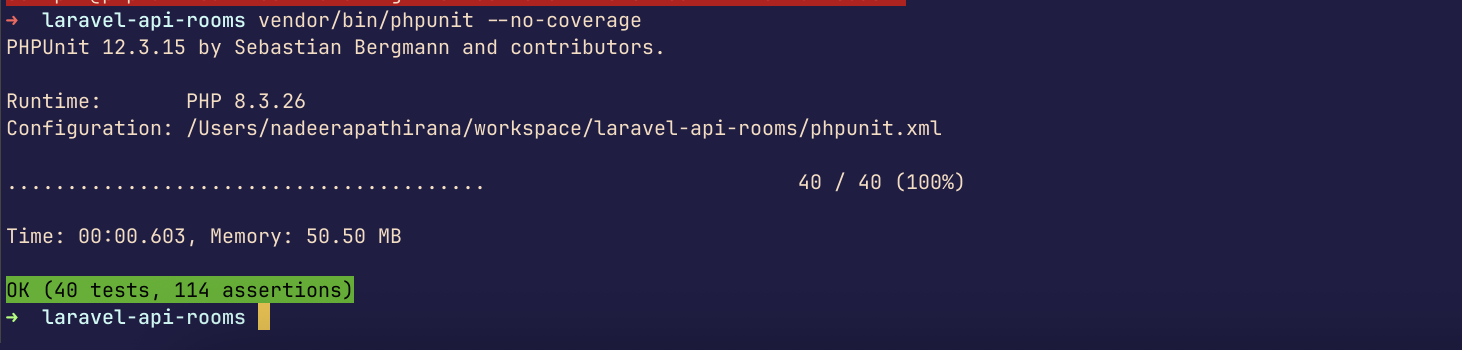 ➜  laravel-api-rooms vendor/bin/phpunit --no-coverage
PHPUnit 12.3.15 by Sebastian Bergmann and contributors.
Runtime:       PHP 8.3.26
Configuration: /Users/nadeerapathirana/workspace/laravel-api-rooms/phpunit.xml
........................................                          40 / 40 (100%)
Time: 00:00.603, Memory: 50.50 MB
OK (40 tests, 114 assertions)
➜  laravel-api-rooms